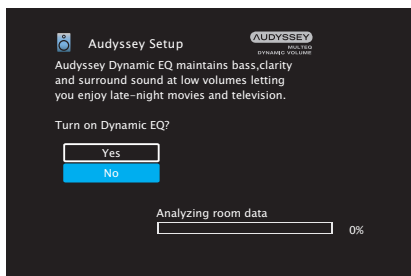 Audyssey Setup
AUDYSSEY
MULTEQ
DYNAMIC VOLUME
Audyssey Dynamic EQ maintains bass,clarity
and surround sound at low volumes letting
you enjoy late-night movies and television.
Turn on Dynamic EQ?
Yes
No
Analyzing room data
0%